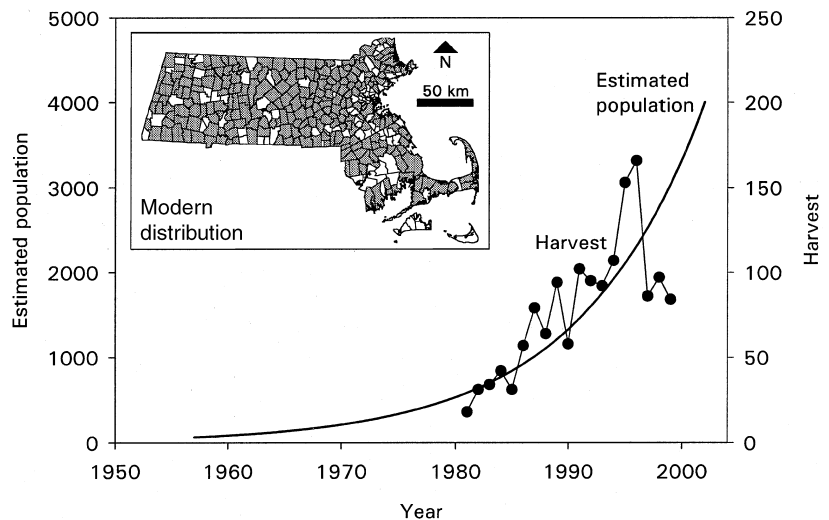 5000
4000
3000
2000
1000
0
Estimated population
250
200
150
100
50
0
Harvest
N
50 km
Modern
distribution
Estimated
population
Harvest
1950
1960
1970
1980
1990
2000
Year